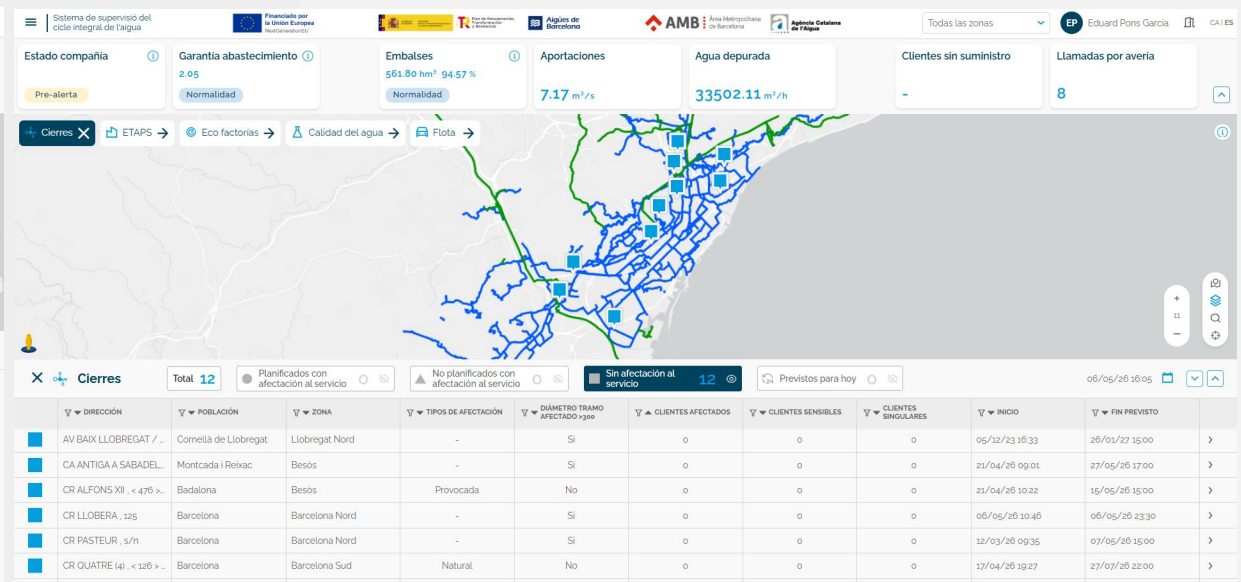 Sistema de supervisió del
cicle integral de l'aigua
Financiado por
la Unión Europea
NextGenerationEU
Plan de Recuperación,
Transformación
y Resiliencia
Aigües de
Barcelona
AMB
Àrea Metropolitana
de Barcelona
Agència Catalana
de l'Aigua
Todas las zonas
EP Eduard Pons García
CA | ES
Estado compañía
Pre-alerta
Garantía abastecimiento
2.05
Normalidad
Embalses
561.80 hm³ 94.57 %
Normalidad
Aportaciones
7.17 m³/s
Agua depurada
33502.11 m³/h
Clientes sin suministro
-
Llamadas por avería
8
Cierres
ETAPS
Eco factorías
Calidad del agua
Flota
+
11
−
Cierres
Total 12
Planificados con
afectación al servicio 0
No planificados con
afectación al servicio 0
Sin afectación al
servicio 12
24 Previstos para hoy 0
06/05/26 16:05
DIRECCIÓN POBLACIÓN ZONA TIPOS DE AFECTACIÓN DIÁMETRO TRAMO AFECTADO >300 CLIENTES AFECTADOS CLIENTES SENSIBLES CLIENTES SINGULARES INICIO FIN PREVISTO
AV BAIX LLOBREGAT / ... Cornellà de Llobregat Llobregat Nord - Si 0 0 0 05/12/23 16:33 26/01/27 15:00
CA ANTIGA A SABADEL... Montcada i Reixac Besòs - Si 0 0 0 21/04/26 09:01 27/05/26 17:00
CR ALFONS XII , < 476 >... Badalona Besòs Provocada No 0 0 0 21/04/26 10:22 15/05/26 15:00
CR LLOBERA , 125 Barcelona Barcelona Nord - Si 0 0 0 06/05/26 10:46 06/05/26 23:30
CR PASTEUR , s/n Barcelona Barcelona Nord - Si 0 0 0 12/03/26 09:35 07/05/26 15:00
CR QUATRE (4) , < 126 > ... Barcelona Barcelona Sud Natural No 0 0 0 17/04/26 19:27 27/07/26 22:00